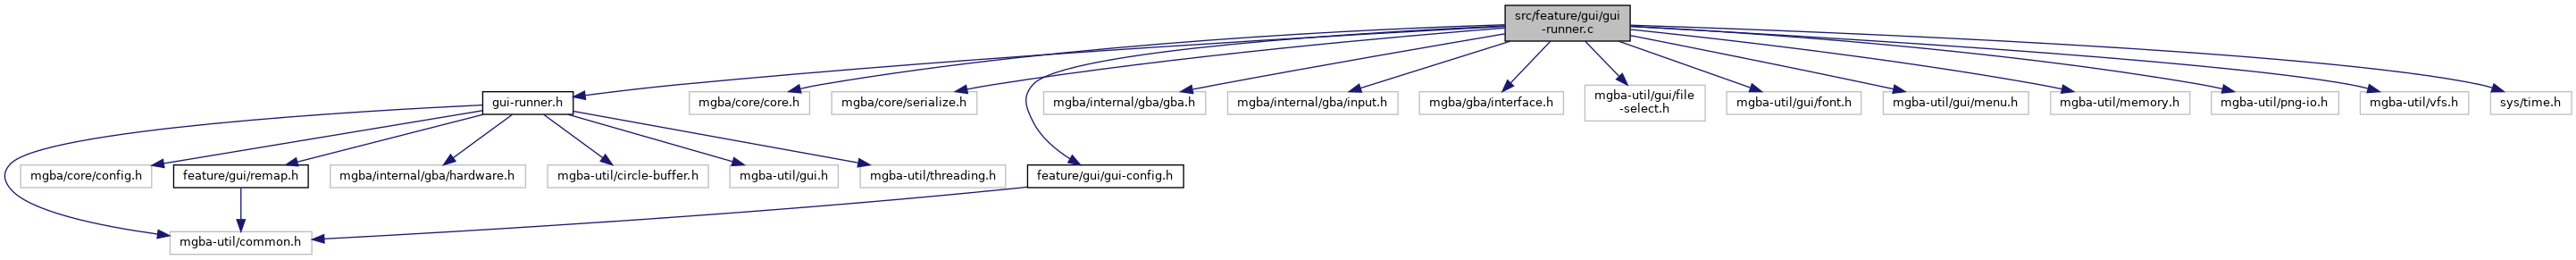 src/feature/gui/gui
-runner.c
gui-runner.h
mgba/core/core.h
mgba/core/serialize.h
mgba/internal/gba/gba.h
mgba/internal/gba/input.h
mgba/gba/interface.h
mgba-util/gui/file
-select.h
mgba-util/gui/font.h
mgba-util/gui/menu.h
mgba-util/memory.h
mgba-util/png-io.h
mgba-util/vfs.h
sys/time.h
mgba/core/config.h
feature/gui/remap.h
mgba/internal/gba/hardware.h
mgba-util/circle-buffer.h
mgba-util/gui.h
mgba-util/threading.h
feature/gui/gui-config.h
mgba-util/common.h